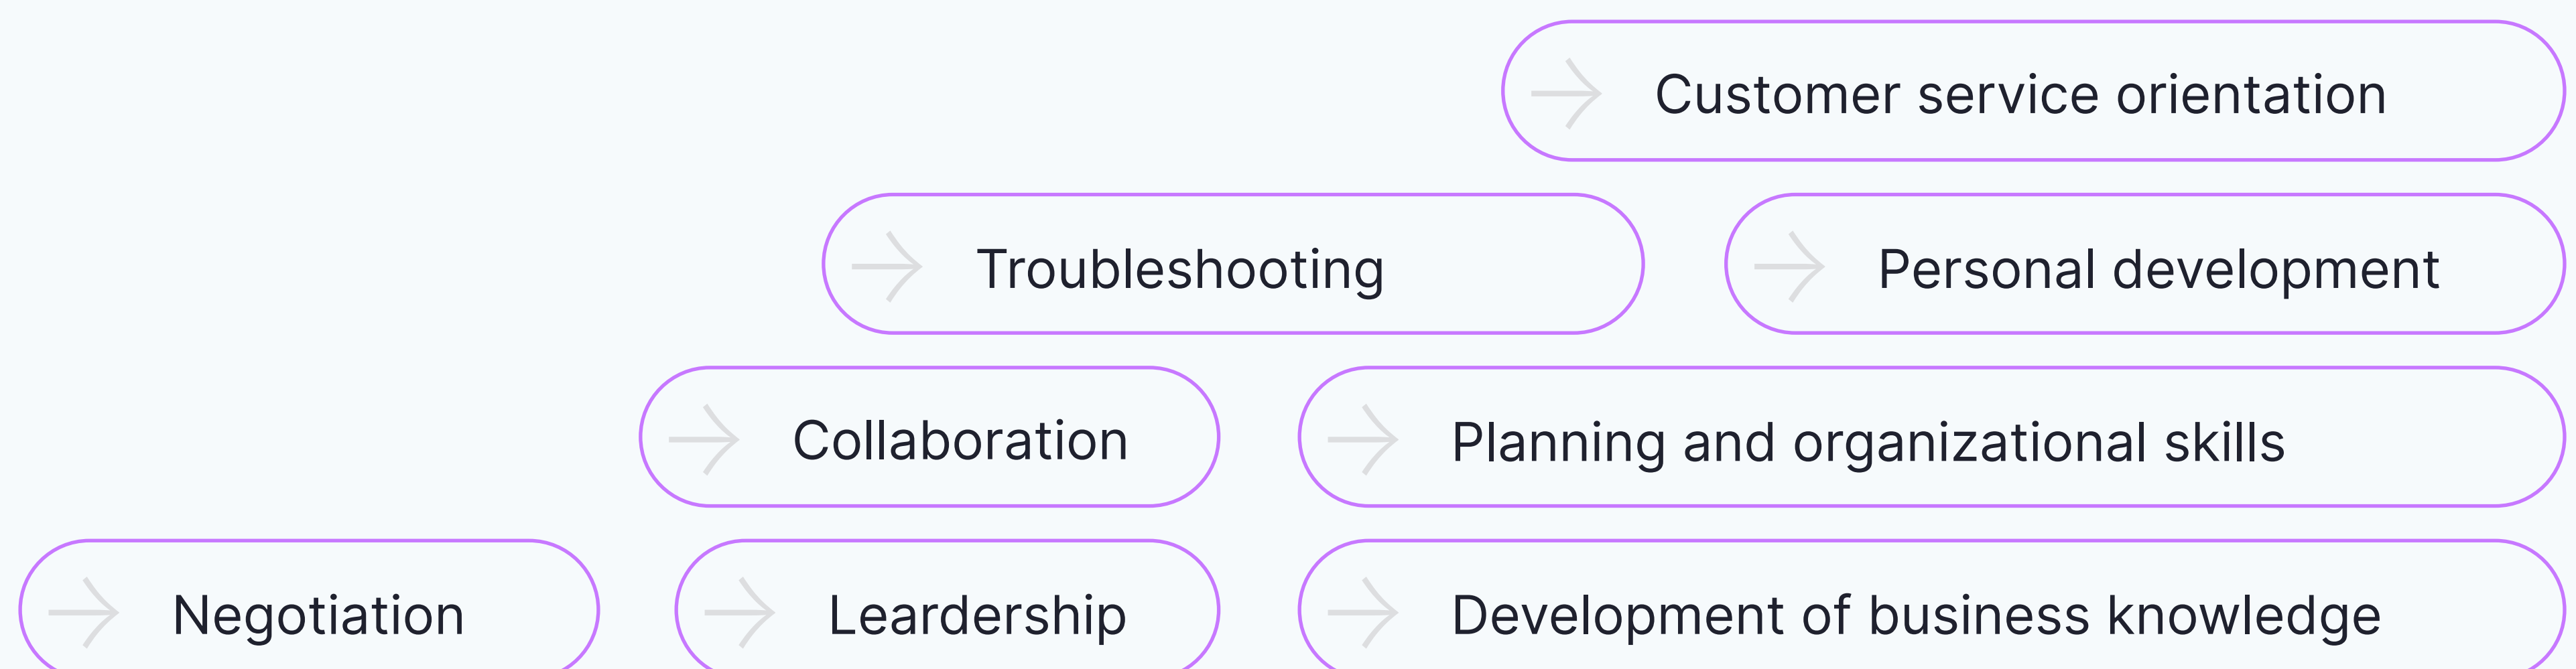 Customer service orientation
Troubleshooting
Personal development
Collaboration
Planning and organizational skills
Negotiation
Leardership
Development of business knowledge